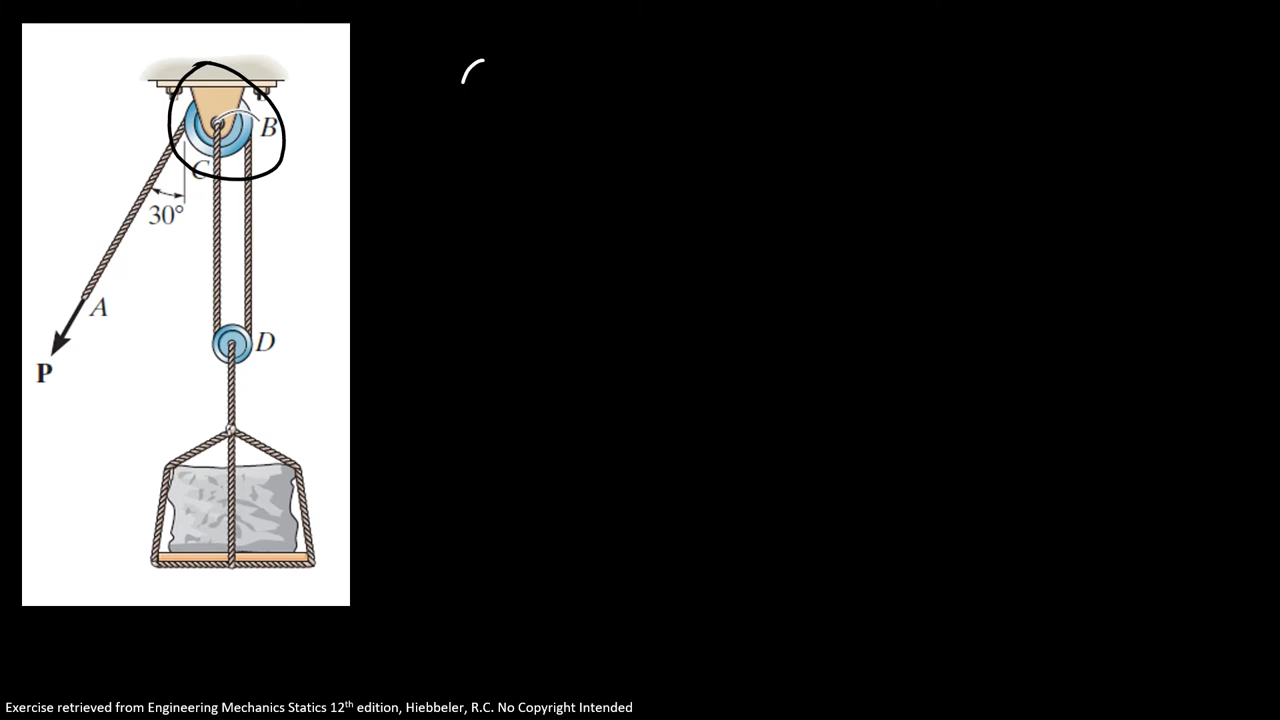 B
C
30°
A
P
D
Exercise retrieved from Engineering Mechanics Statics 12th edition, Hiebbeler, R.C. No Copyright Intended